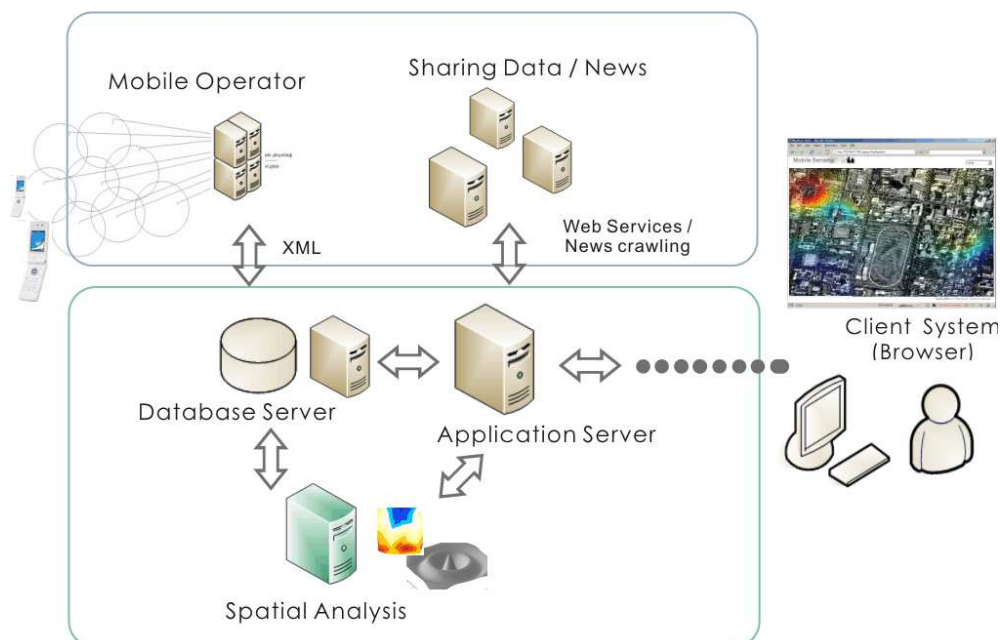 Mobile Operator
Sharing Data / News
XML
Web Services /
News crawling
Client System
(Browser)
Database Server
Application Server
Spatial Analysis